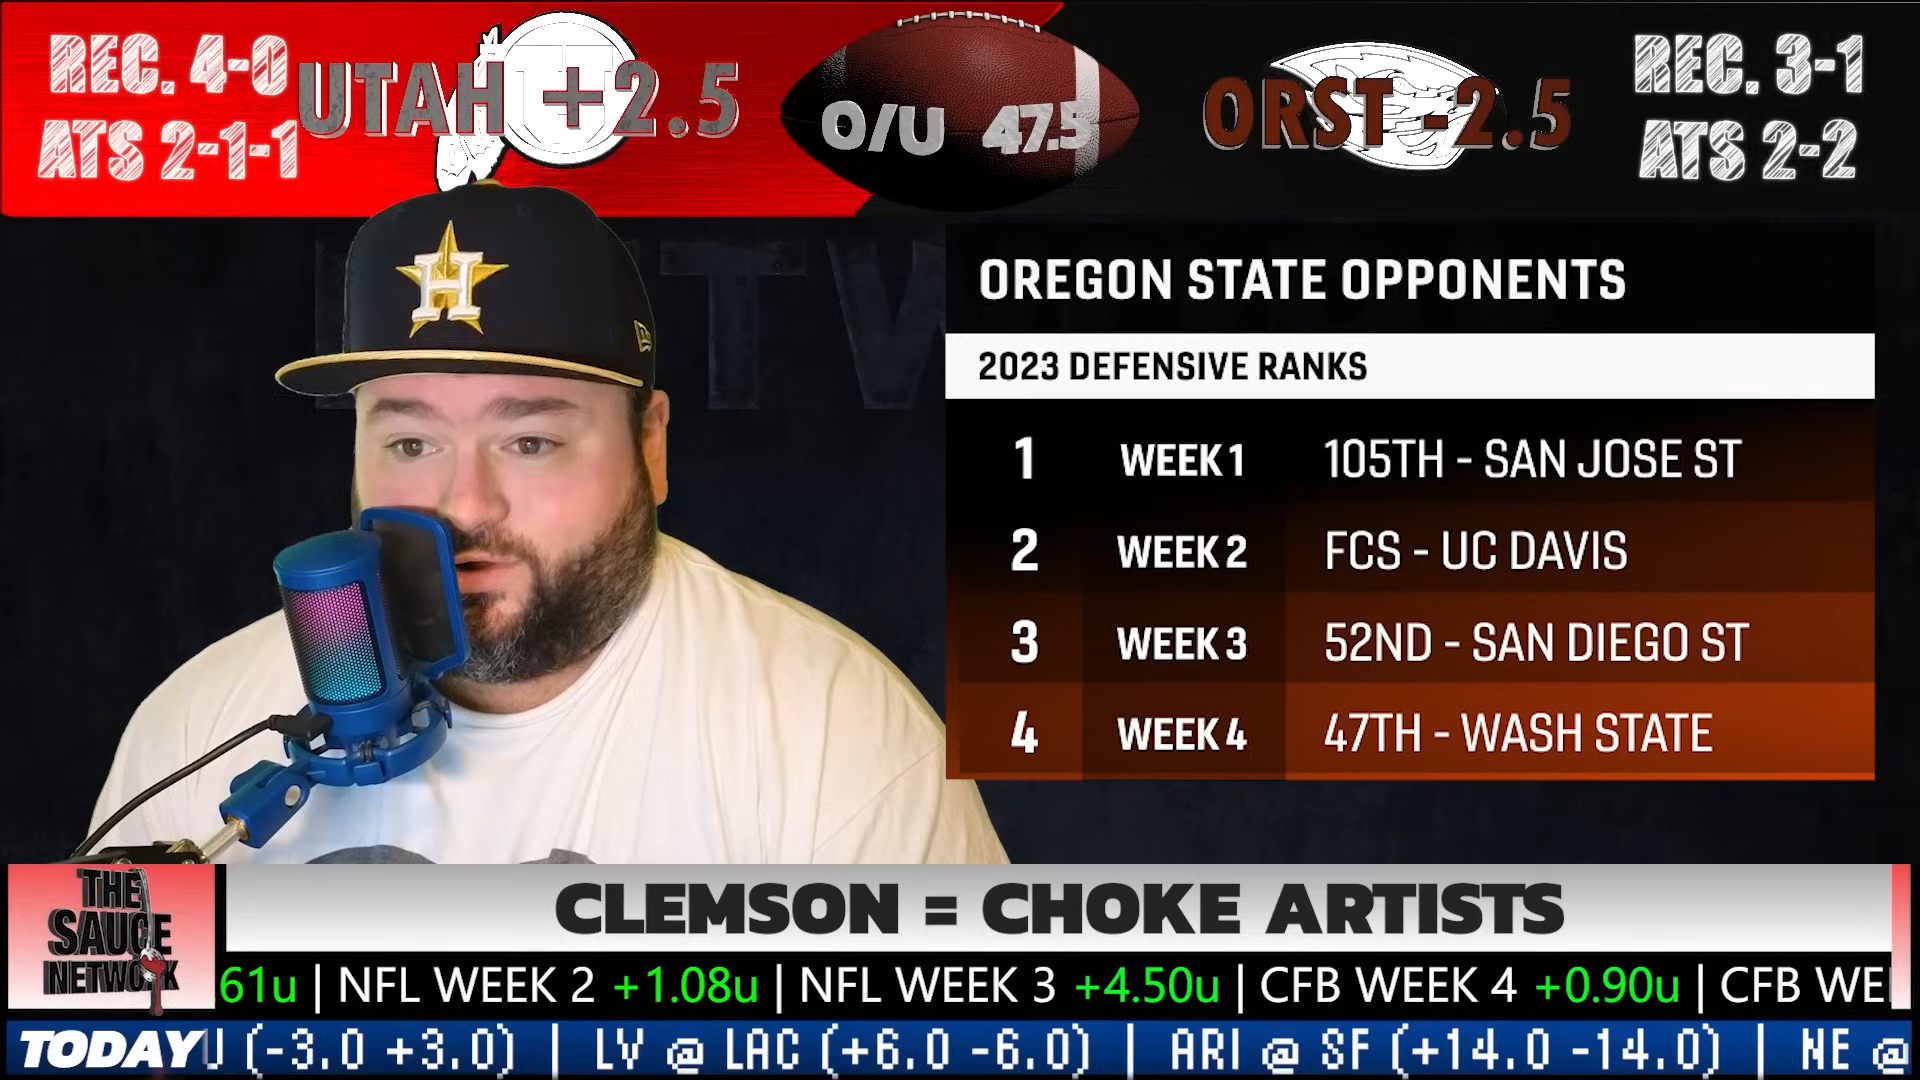 REC. 4-0
ATS 2-1-1
UTAH +2.5
O/U 47.5
ORST -2.5
REC. 3-1
ATS 2-2
H
OREGON STATE OPPONENTS
2023 DEFENSIVE RANKS
1 WEEK 1 105TH - SAN JOSE ST
2 WEEK 2 FCS - UC DAVIS
3 WEEK 3 52ND - SAN DIEGO ST
4 WEEK 4 47TH - WASH STATE
THE
SAUCE
NETWORK
CLEMSON = CHOKE ARTISTS
61u | NFL WEEK 2 +1.08u | NFL WEEK 3 +4.50u | CFB WEEK 4 +0.90u | CFB WE
TODAY U (-3.0 +3.0) | LV @ LAC (+6.0 -6.0) | ARI @ SF (+14.0 -14.0) | NE @